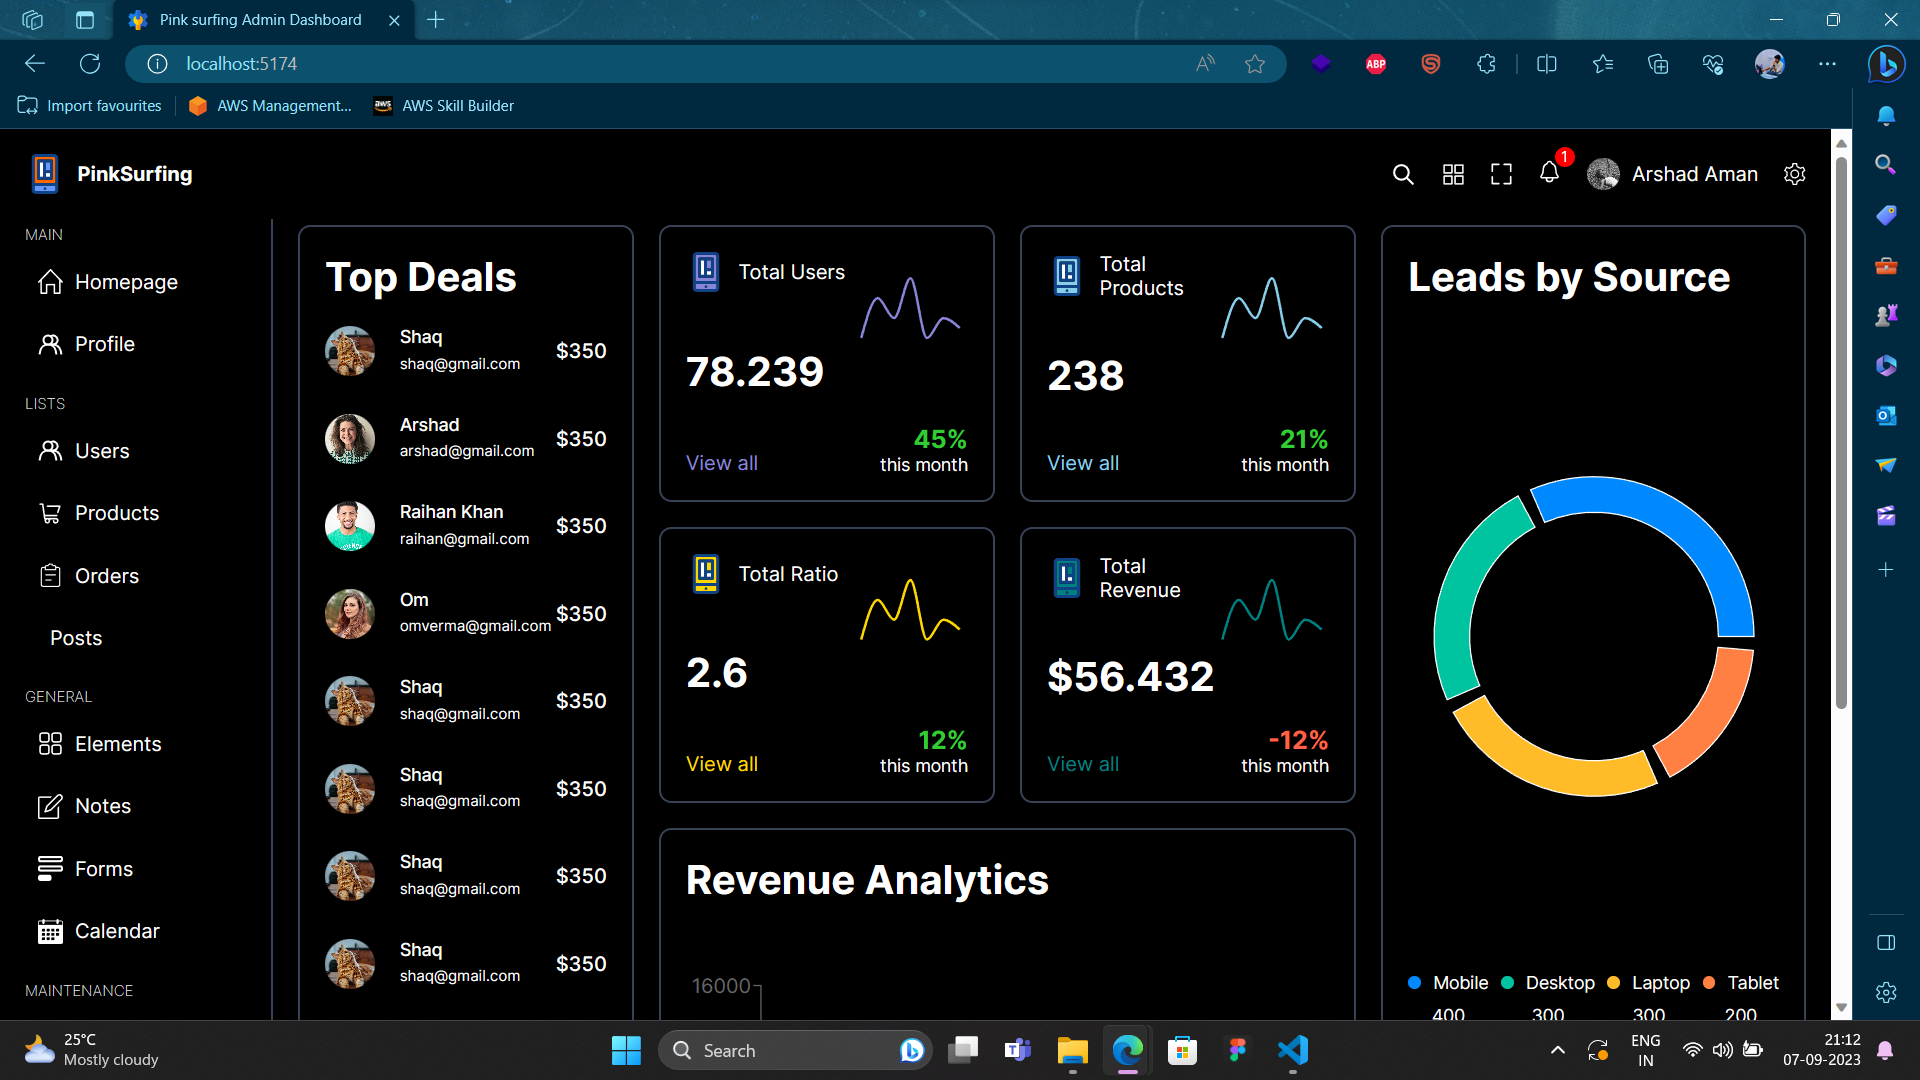 Pink surfing Admin Dashboard
localhost:5174
ABP
Import favourites
AWS Management...
aws
AWS Skill Builder
PinkSurfing
1
Arshad Aman
MAIN
Homepage
Profile
LISTS
Users
Products
Orders
Posts
GENERAL
Elements
Notes
Forms
Calendar
MAINTENANCE
Top Deals
Shaq
shaq@gmail.com
$350
Arshad
arshad@gmail.com
$350
Raihan Khan
raihan@gmail.com
$350
Om
omverma@gmail.com
$350
Shaq
shaq@gmail.com
$350
Shaq
shaq@gmail.com
$350
Shaq
shaq@gmail.com
$350
Shaq
shaq@gmail.com
$350
Total Users
78.239
View all
45%
this month
Total
Products
238
View all
21%
this month
Total Ratio
2.6
View all
12%
this month
Total
Revenue
$56.432
View all
-12%
this month
Revenue Analytics
16000
Leads by Source
Mobile
Desktop
Laptop
Tablet
400
300
300
200
25°C
Mostly cloudy
Search
ENG
IN
21:12
07-09-2023